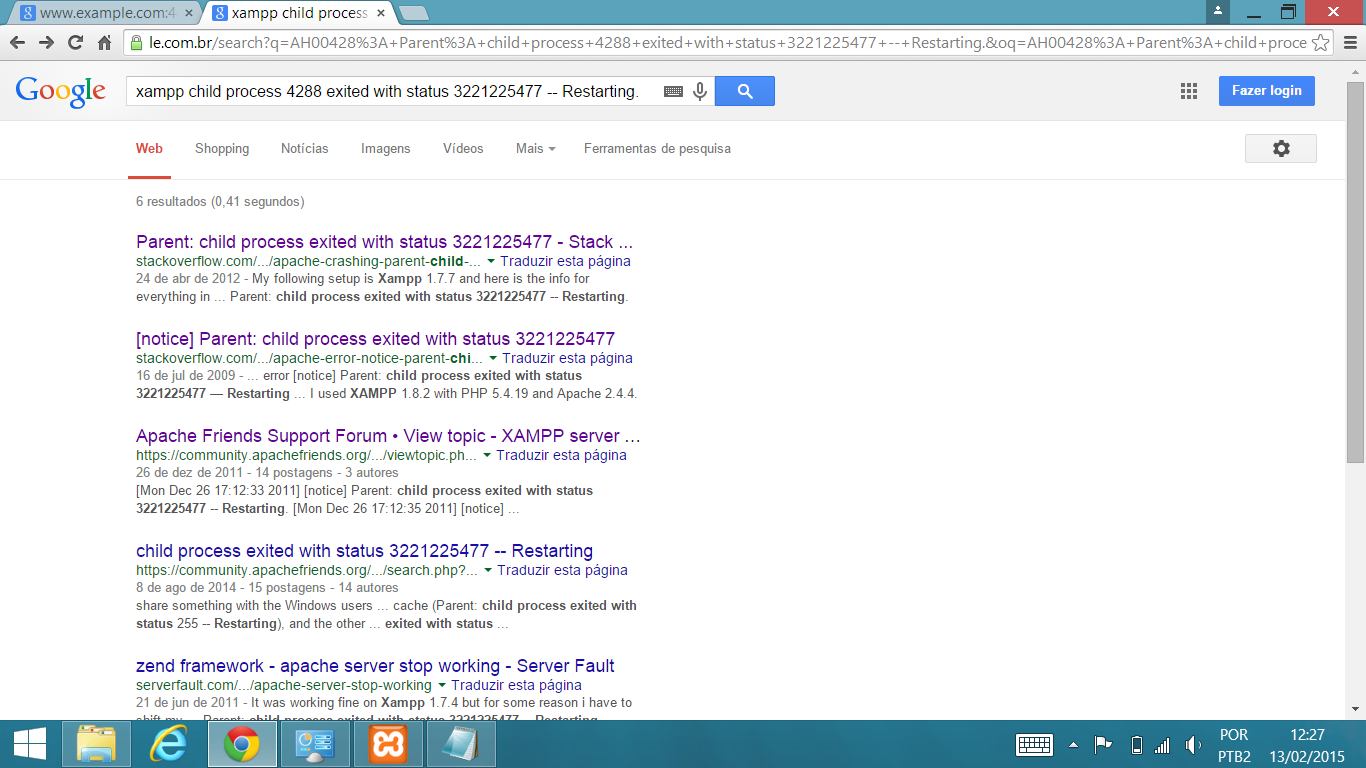 www.example.com:4
xampp child process
le.com.br/search?q=AH00428%3A+Parent%3A+child+process+4288+exited+with+status+3221225477+--+Restarting.&oq=AH00428%3A+Parent%3A+child+proce
Google
xampp child process 4288 exited with status 3221225477 -- Restarting.
Fazer login
Web Shopping Notícias Imagens Vídeos Mais Ferramentas de pesquisa
6 resultados (0,41 segundos)
Parent: child process exited with status 3221225477 - Stack ...
stackoverflow.com/.../apache-crashing-parent-child-... Traduzir esta página
24 de abr de 2012 - My following setup is Xampp 1.7.7 and here is the info for
everything in ... Parent: child process exited with status 3221225477 -- Restarting.
[notice] Parent: child process exited with status 3221225477
stackoverflow.com/.../apache-error-notice-parent-chi... Traduzir esta página
16 de jul de 2009 - ... error [notice] Parent: child process exited with status
3221225477 — Restarting ... I used XAMPP 1.8.2 with PHP 5.4.19 and Apache 2.4.4.
Apache Friends Support Forum • View topic - XAMPP server ...
https://community.apachefriends.org/.../viewtopic.ph... Traduzir esta página
26 de dez de 2011 - 14 postagens - 3 autores
[Mon Dec 26 17:12:33 2011] [notice] Parent: child process exited with status
3221225477 -- Restarting. [Mon Dec 26 17:12:35 2011] [notice] ...
child process exited with status 3221225477 -- Restarting
https://community.apachefriends.org/.../search.php?... Traduzir esta página
8 de ago de 2014 - 15 postagens - 14 autores
share something with the Windows users ... cache (Parent: child process exited with
status 255 -- Restarting), and the other ... exited with status ...
zend framework - apache server stop working - Server Fault
serverfault.com/.../apache-server-stop-working Traduzir esta página
21 de jun de 2011 - It was working fine on Xampp 1.7.4 but for some reason i have to
shift my ... Parent: child process exited with status 3221225477 -- Restarting
POR
PTB2
12:27
13/02/2015